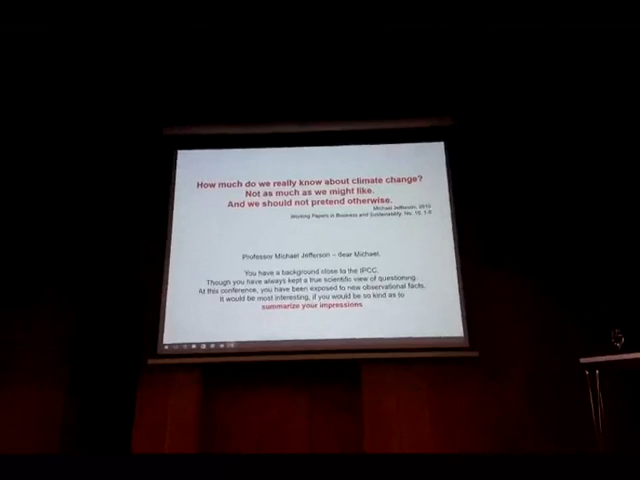 How much do we really know about climate change?
Not as much as we might like.
And we should not pretend otherwise.
Michael Jefferson,
Working Papers in Business and Sustainability, No. 10, 1-5
Professor Michael Jefferson – dear Michael,
You have a background close to the IPCC.
Though you have always kept a true scientific view of questioning.
At this conference, you have been exposed to new observational facts.
It would be most interesting, if you would be so kind as to
summarize your impressions